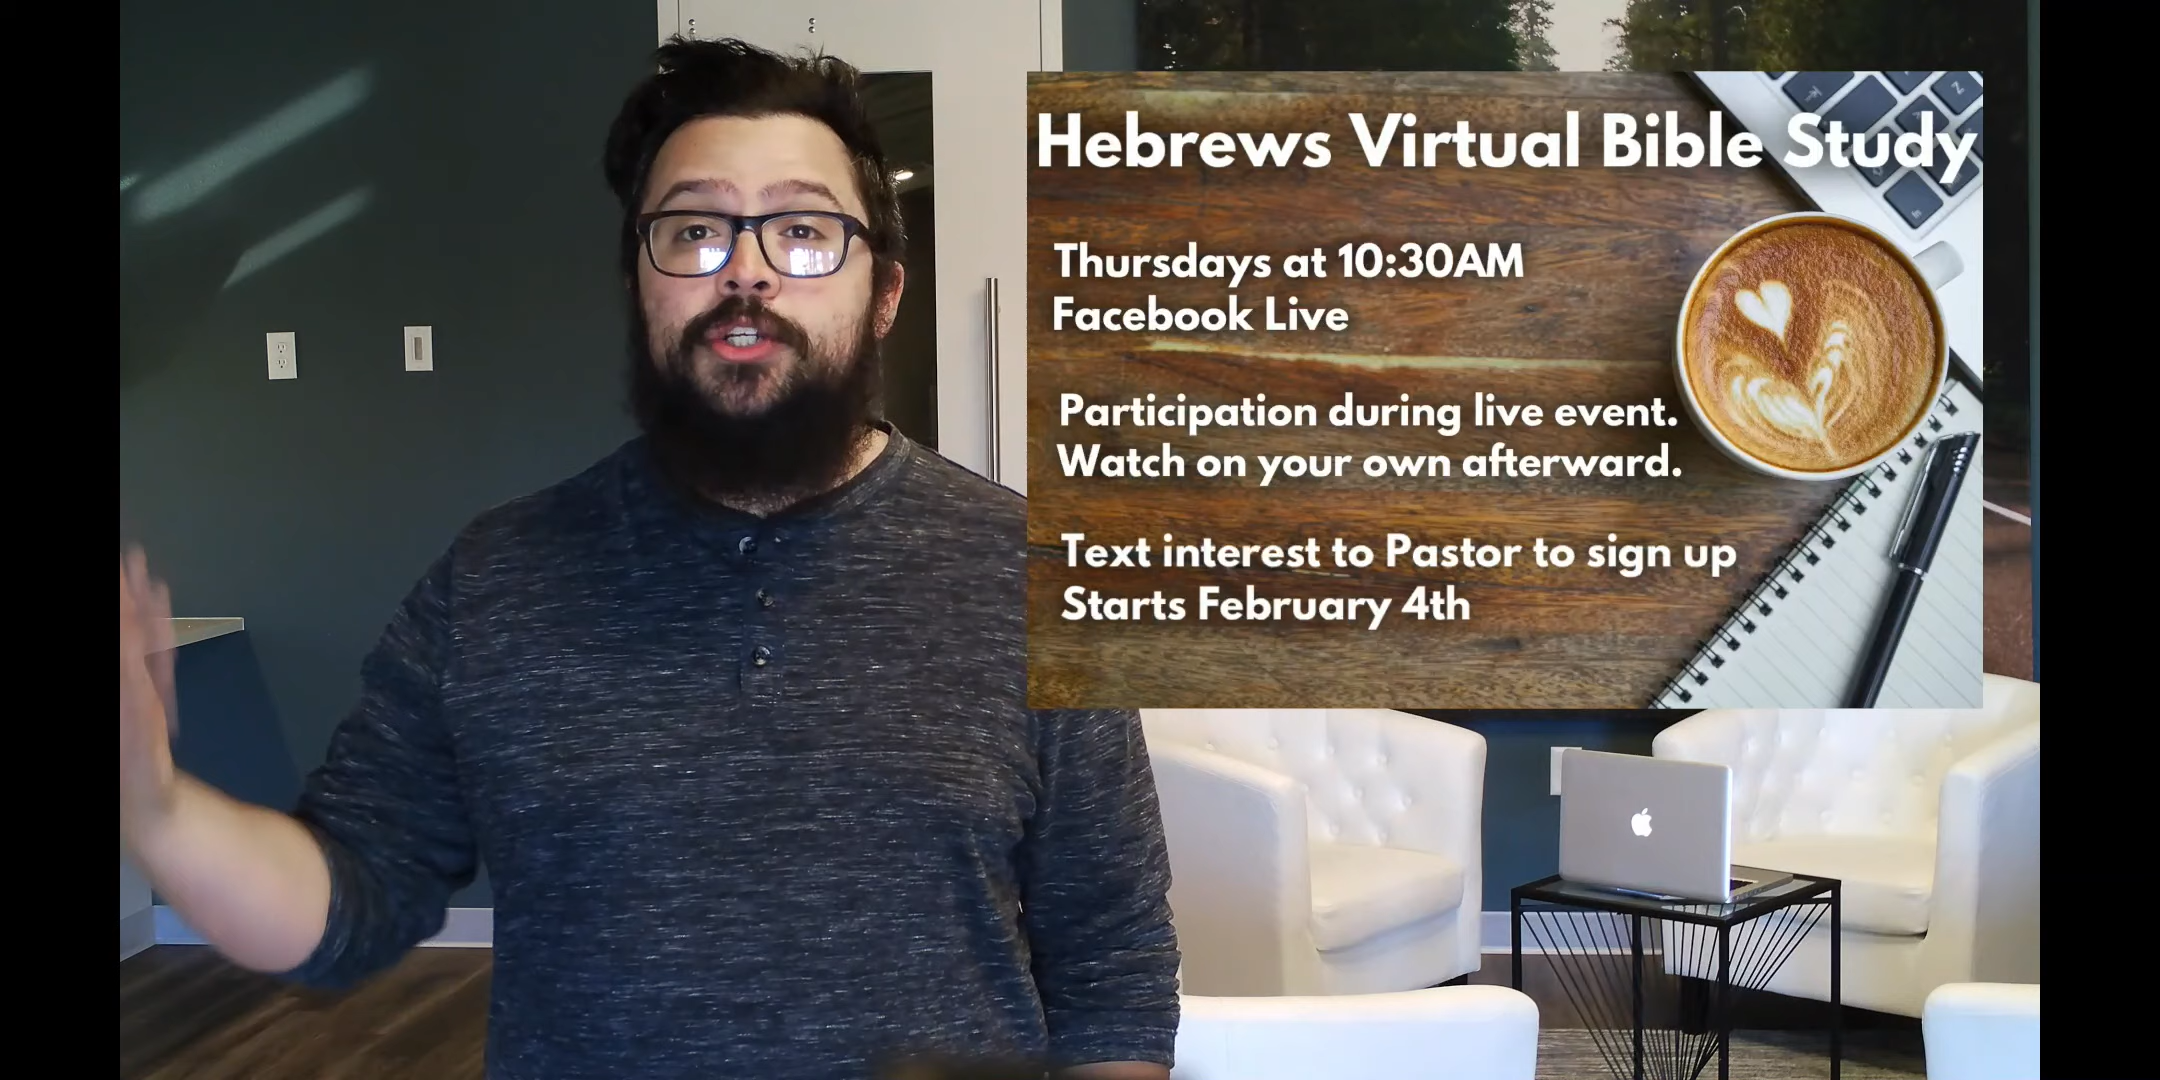 Hebrews Virtual Bible Study
Thursdays at 10:30AM
Facebook Live
Participation during live event.
Watch on your own afterward.
Text interest to Pastor to sign up
Starts February 4th